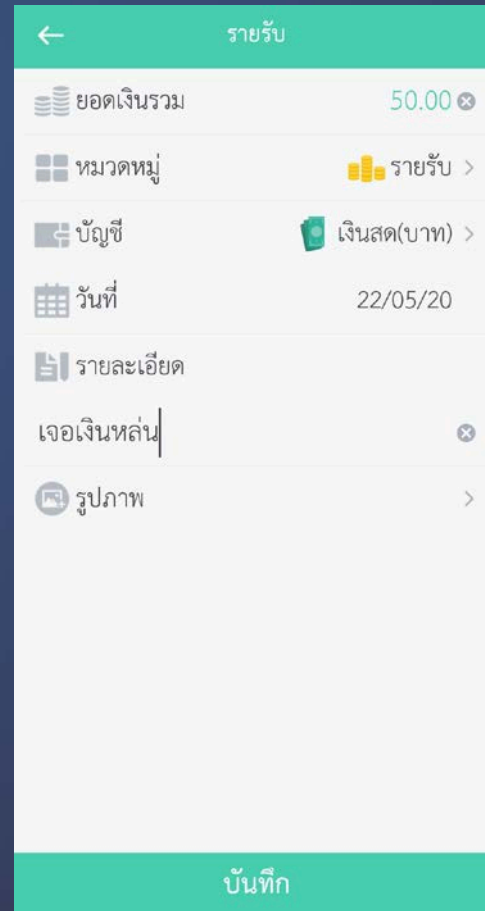 รายรับ
ยอดเงินรวม 50.00
หมวดหมู่ รายรับ
บัญชี เงินสด(บาท)
วันที่ 22/05/20
รายละเอียด
เจอเงินหล่น
รูปภาพ
บันทึก